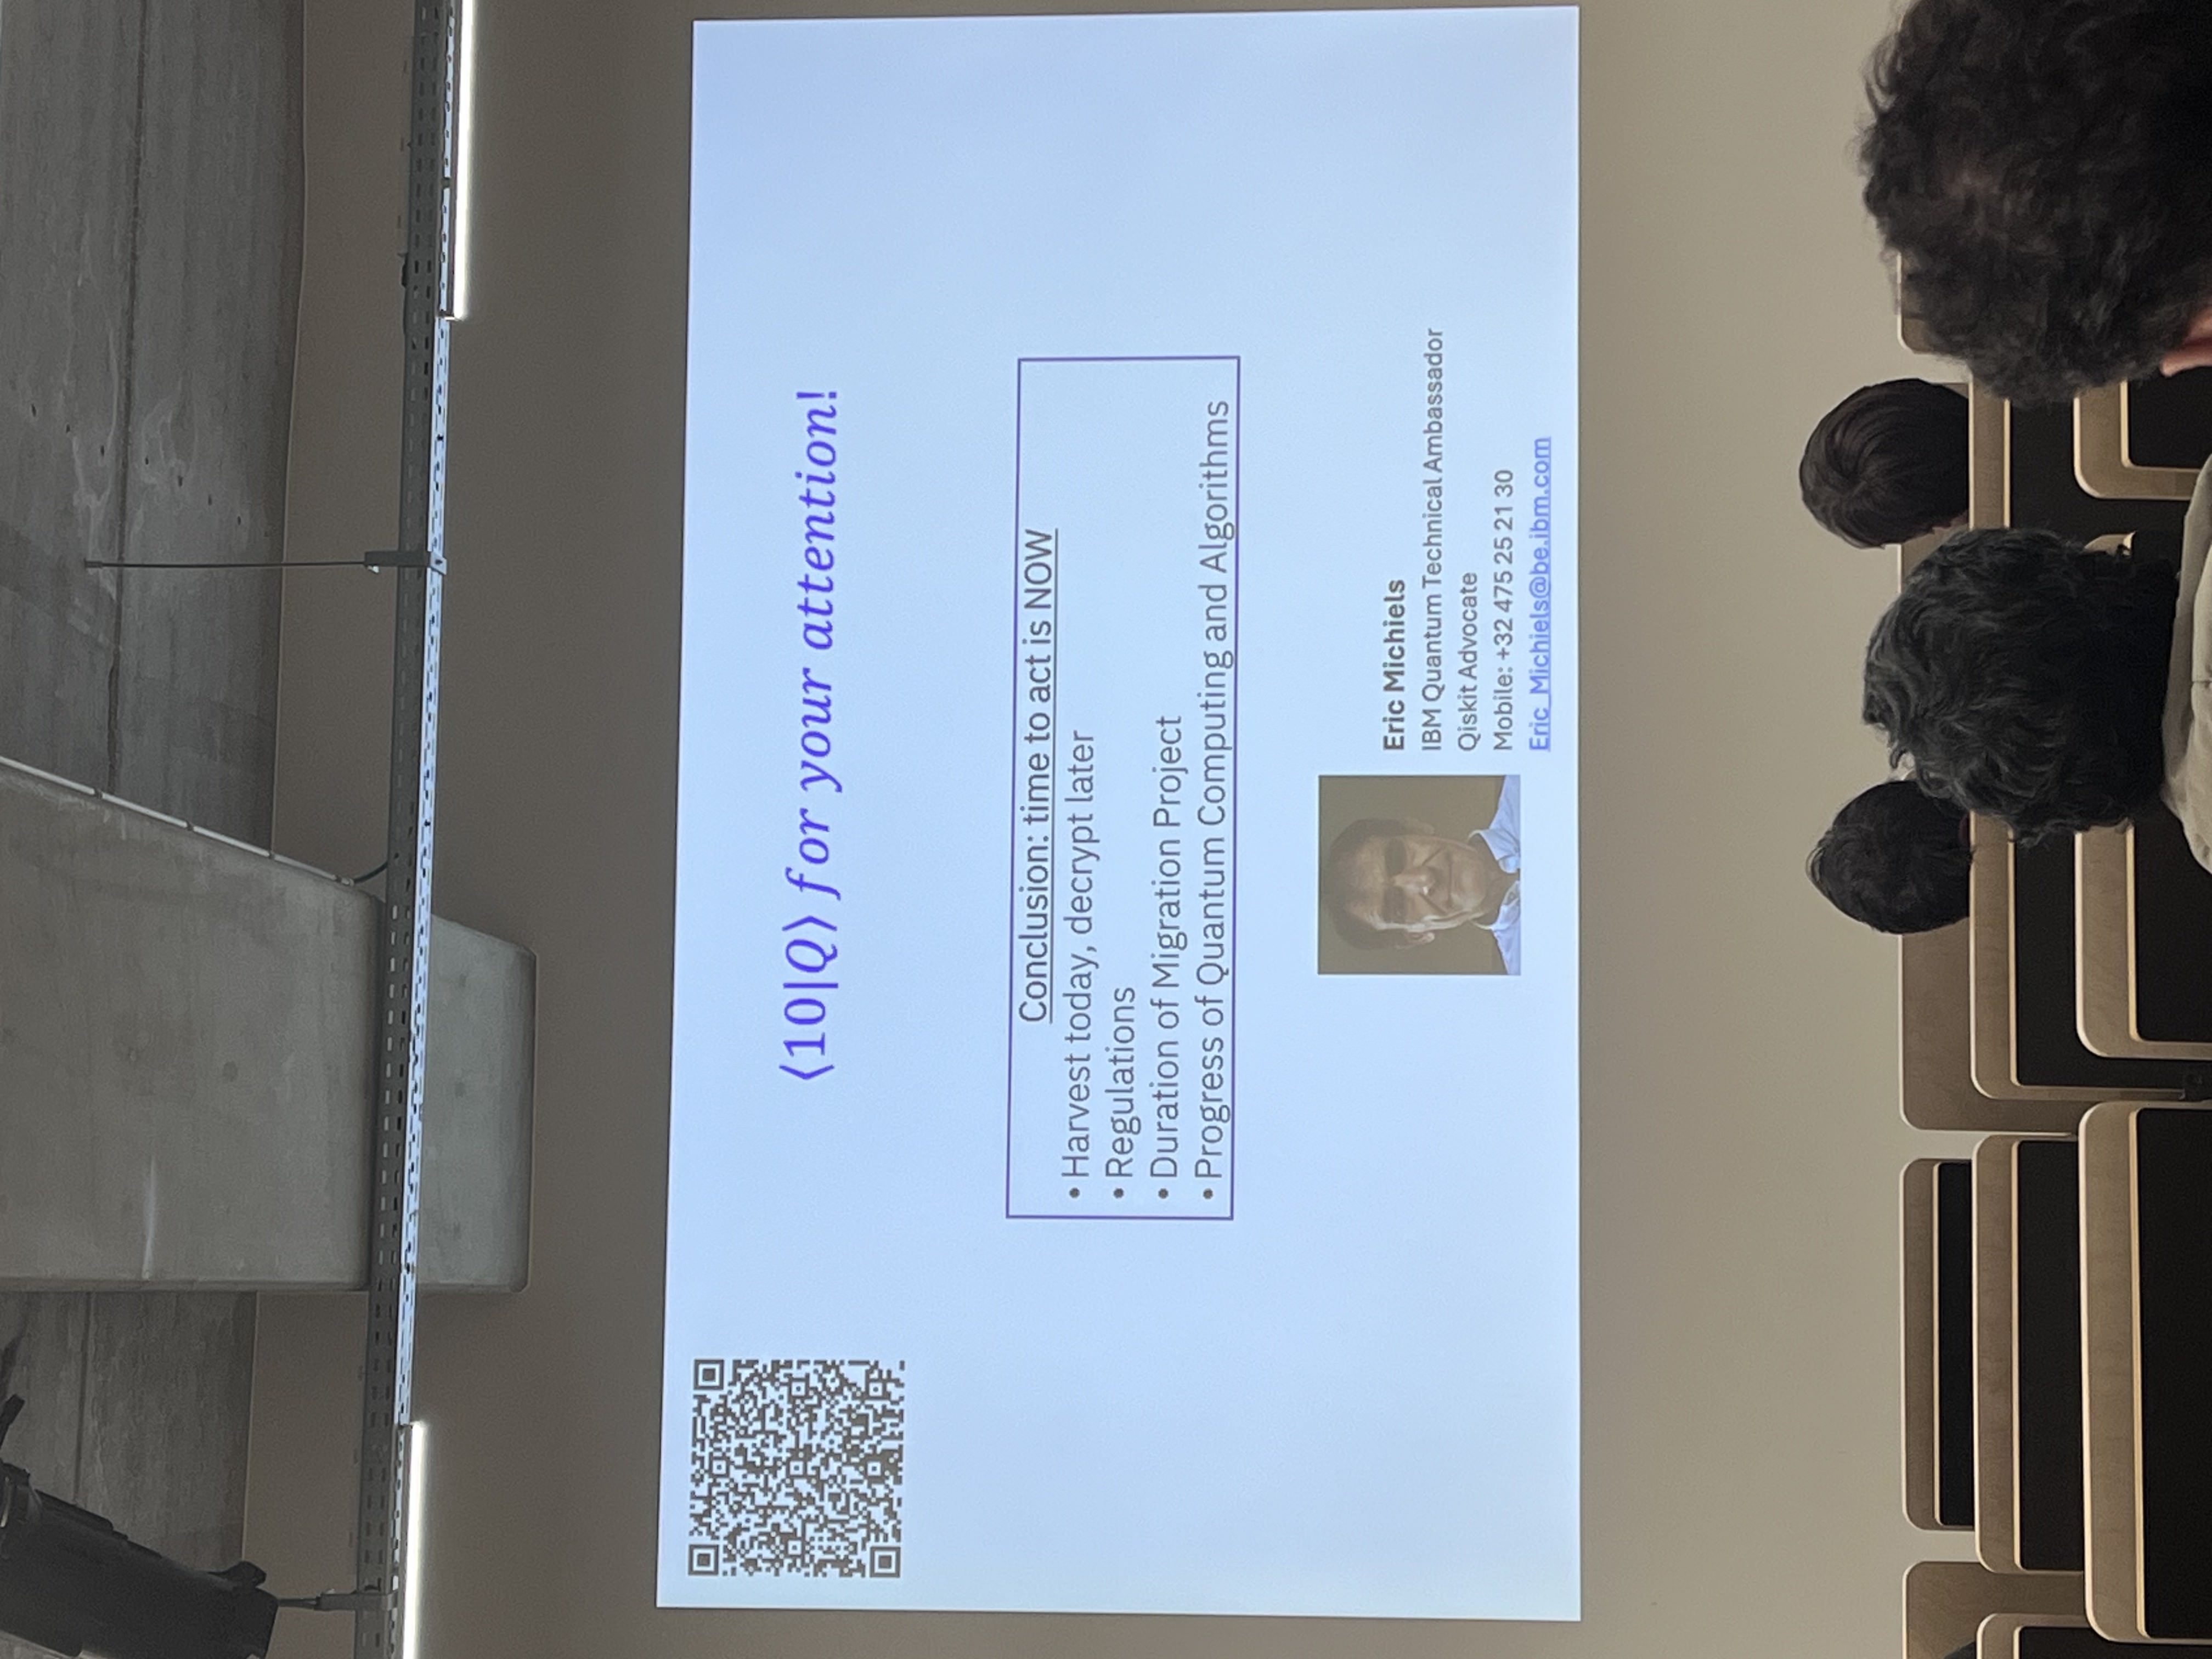 ⟨10|Q⟩ for your attention!
Conclusion: time to act is NOW
• Harvest today, decrypt later
• Regulations
• Duration of Migration Project
• Progress of Quantum Computing and Algorithms
Eric Michiels
IBM Quantum Technical Ambassador
Qiskit Advocate
Mobile: +32 475 25 21 30
Eric_Michiels@be.ibm.com